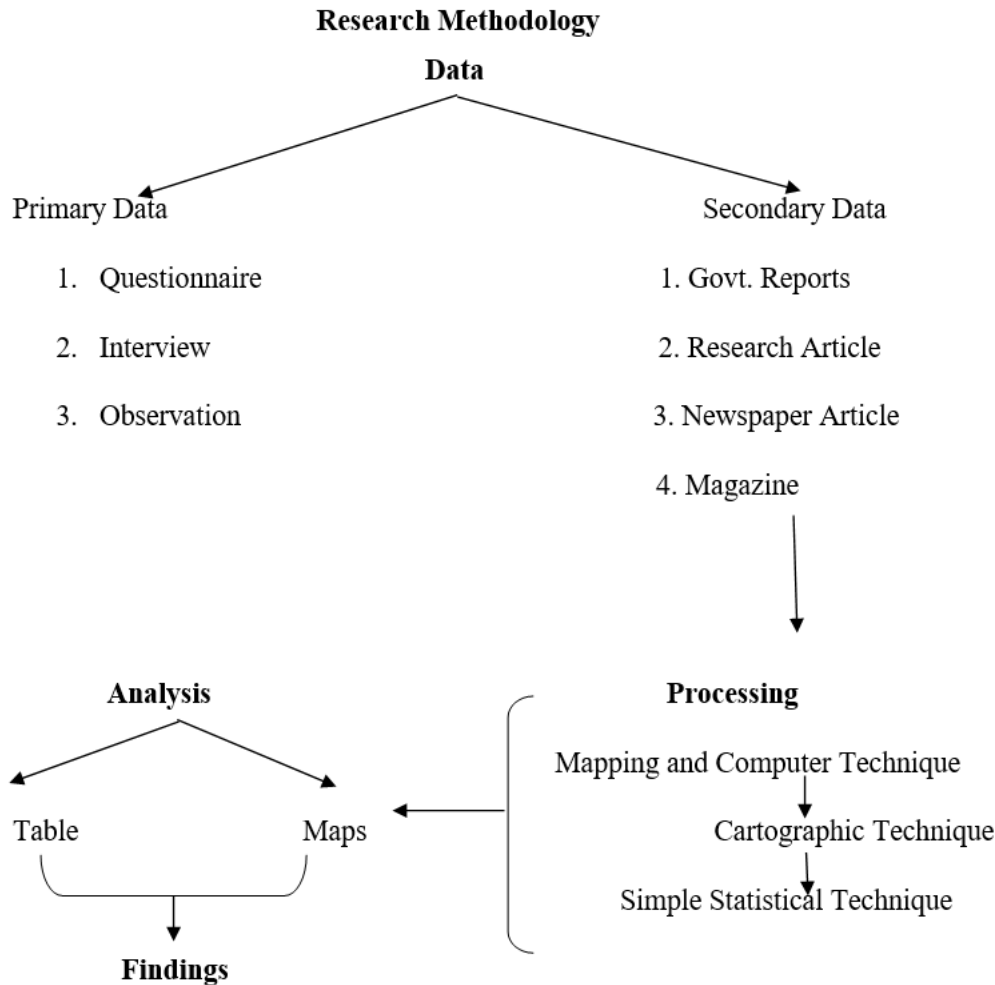 Research Methodology
Data
Primary Data
1. Questionnaire
2. Interview
3. Observation
Secondary Data
1. Govt. Reports
2. Research Article
3. Newspaper Article
4. Magazine
Processing
Mapping and Computer Technique
Cartographic Technique
Simple Statistical Technique
Analysis
Table
Maps
Findings